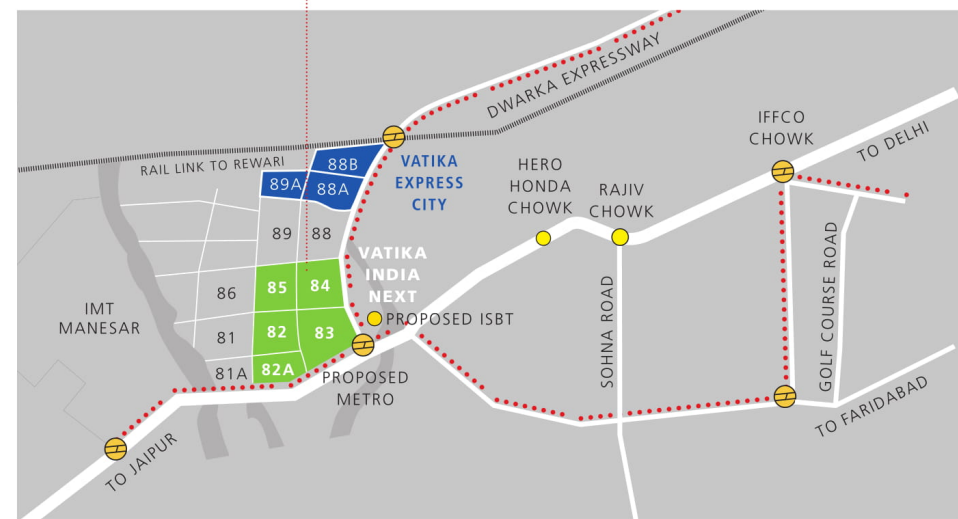 DWARKA EXPRESSWAY
IFFCO
CHOWK
TO DELHI
RAIL LINK TO REWARI
88B
89A
88A
VATIKA
EXPRESS
CITY
HERO
HONDA
CHOWK
RAJIV
CHOWK
89
88
VATIKA
INDIA
NEXT
86
85
84
IMT
MANESAR
81
82
83
PROPOSED ISBT
81A
82A
PROPOSED
METRO
SOHNA ROAD
GOLF COURSE ROAD
TO FARIDABAD
TO JAIPUR